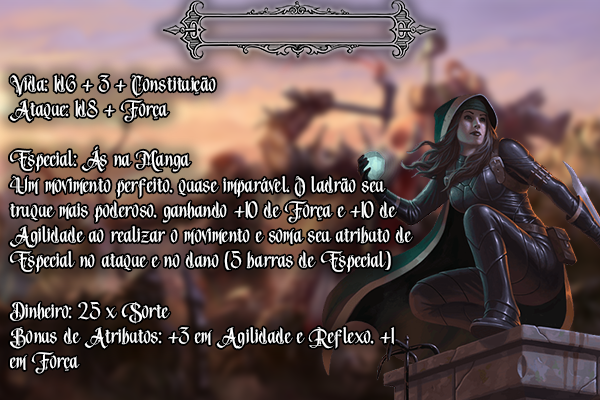 Vida: 1d6 + 3 + Constituição
Ataque: 1d8 + Força
Especial: Ás na Manga
Um movimento perfeito, quase imparável. O ladrão seu
truque mais poderoso, ganhando +10 de Força e +10 de
Agilidade ao realizar o movimento e soma seu atributo de
Especial no ataque e no dano (5 barras de Especial)
Dinheiro: 25 x Sorte
Bonus de Atributos: +3 em Agilidade e Reflexo, +1
em Força